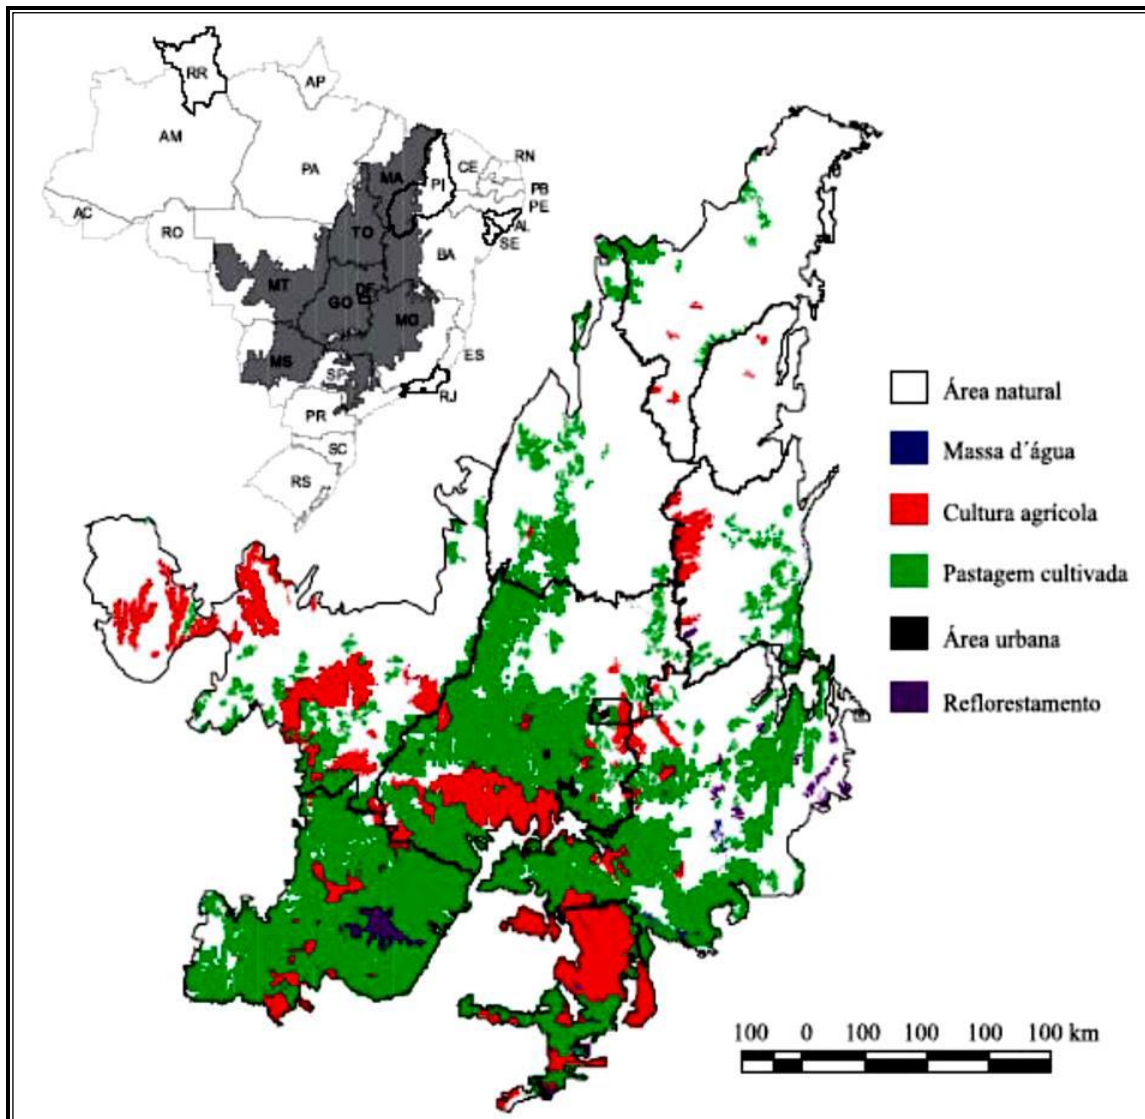 RR
AP
AM
PA
MA
CE
RN
PI
PB
PE
AC
AL
TO
SE
RO
BA
MT
DF
GO
MG
MS
ES
SP
RJ
PR
SC
RS
Área natural
Massa d´água
Cultura agrícola
Pastagem cultivada
Área urbana
Reflorestamento
100 0 100 100 100 100 km